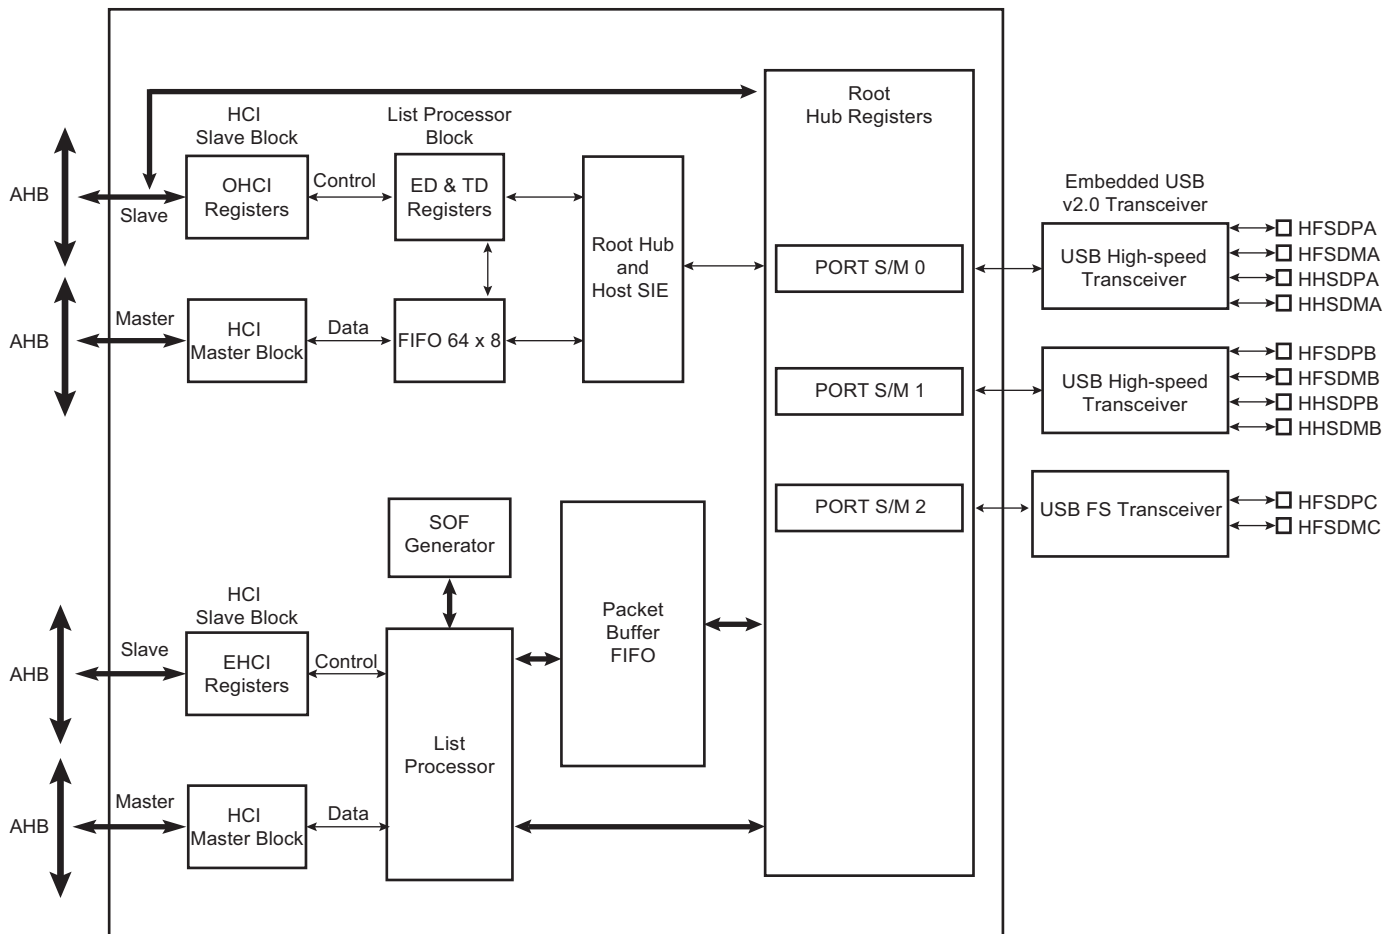 Root
Hub Registers
HCI
Slave Block
List Processor
Block
AHB
Slave
OHCI
Registers
Control
ED & TD
Registers
Root Hub
and
Host SIE
Embedded USB
v2.0 Transceiver
PORT S/M 0
USB High-speed
Transceiver
HFSDPA
HFSDMA
HHSDPA
HHSDMA
AHB
Master
HCI
Master Block
Data
FIFO 64 x 8
PORT S/M 1
USB High-speed
Transceiver
HFSDPB
HFSDMB
HHSDPB
HHSDMB
PORT S/M 2
USB FS Transceiver
HFSDPC
HFSDMC
SOF
Generator
HCI
Slave Block
AHB
Slave
EHCI
Registers
Control
Packet
Buffer
FIFO
List
Processor
AHB
Master
HCI
Master Block
Data